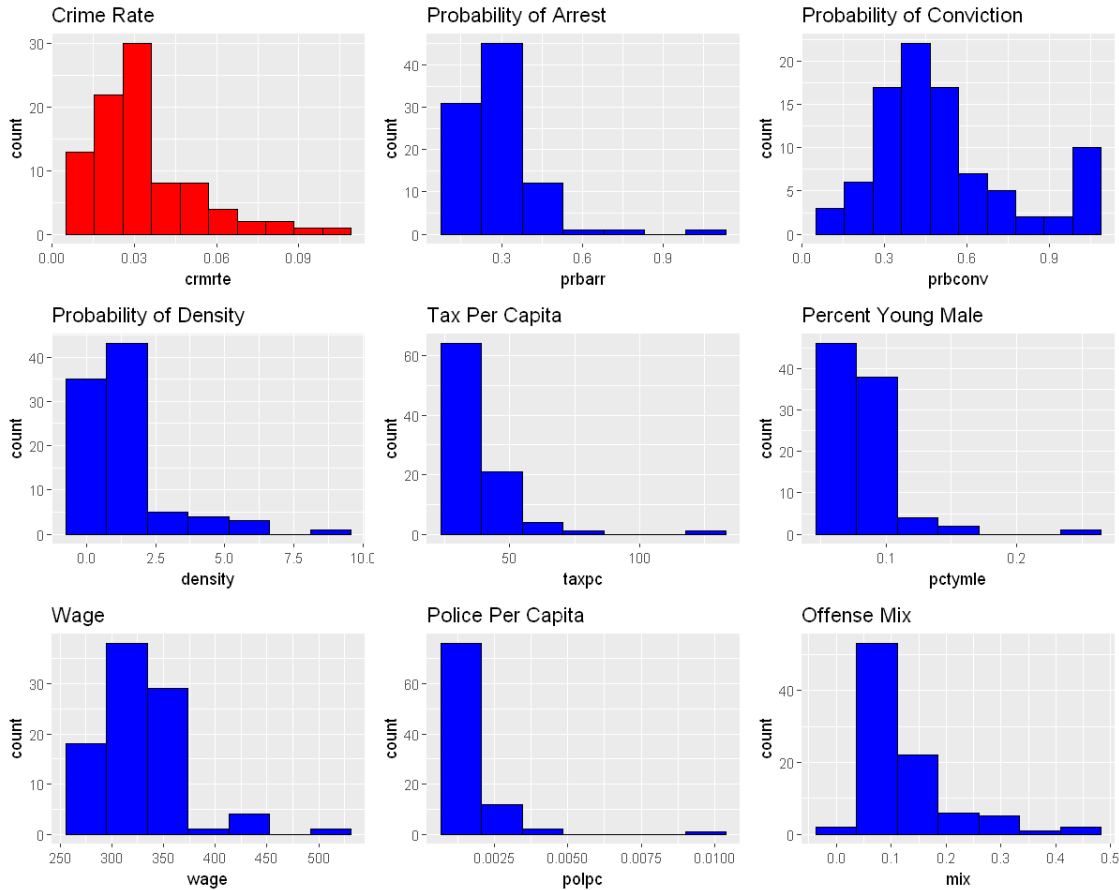 Crime Rate
30
20
10
0
count
0.00
0.03
0.06
0.09
crmrte
Probability of Arrest
40
30
20
10
0
count
0.3
0.6
0.9
prbarr
Probability of Conviction
20
15
10
5
0
count
0.0
0.3
0.6
0.9
prbconv
Probability of Density
40
30
20
10
0
count
0.0
2.5
5.0
7.5
10.0
density
Tax Per Capita
60
40
20
0
count
50
100
taxpc
Percent Young Male
40
30
20
10
0
count
0.1
0.2
pctymle
Wage
30
20
10
0
count
250
300
350
400
450
500
wage
Police Per Capita
60
40
20
0
count
0.0025
0.0050
0.0075
0.0100
polpc
Offense Mix
40
20
0
count
0.0
0.1
0.2
0.3
0.4
0.5
mix